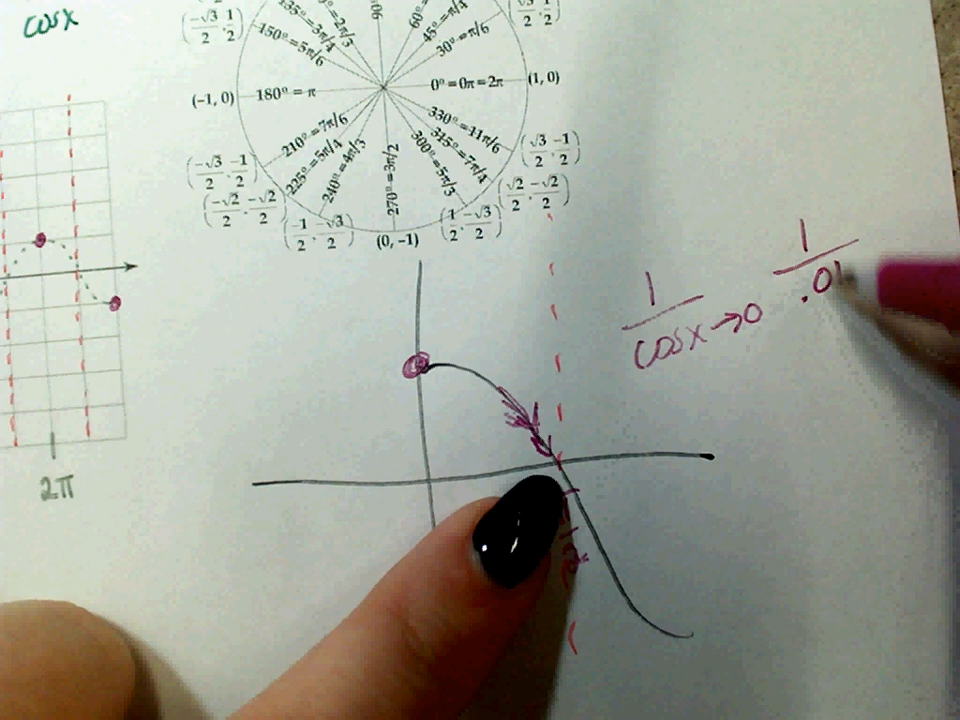 cosx
60°=π/3
135°=3π/4
45°=π/4
150°=5π/6
30°=π/6
(-√3/2, 1/2)
(-1, 0)
180°=π
0°=0π=2π
(1, 0)
210°=7π/6
330°=11π/6
225°=5π/4
315°=7π/4
240°=4π/3
270°=3π/2
300°=5π/3
(-√3/2, -1/2)
(√3/2, -1/2)
(-√2/2, -√2/2)
(√2/2, -√2/2)
(-1/2, -√3/2)
(0, -1)
(1/2, -√3/2)
1/cosx→0
1/.01
π/2
2π